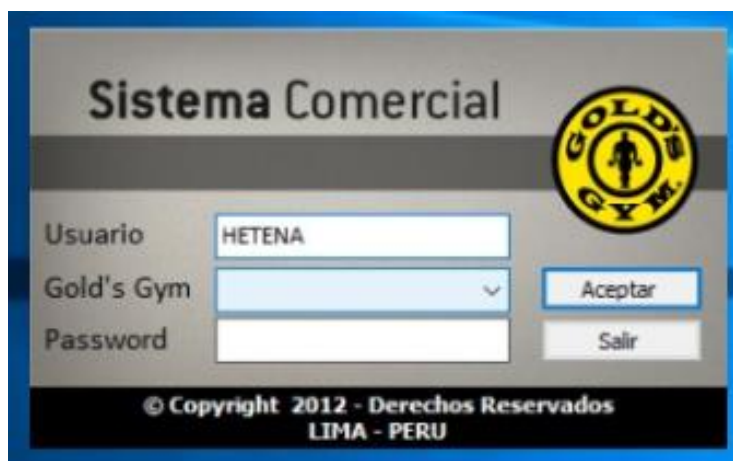 Sistema Comercial
GOLD'S GYM.
Usuario HETENA
Gold's Gym Aceptar
Password Salir
© Copyright 2012 - Derechos Reservados
LIMA - PERU